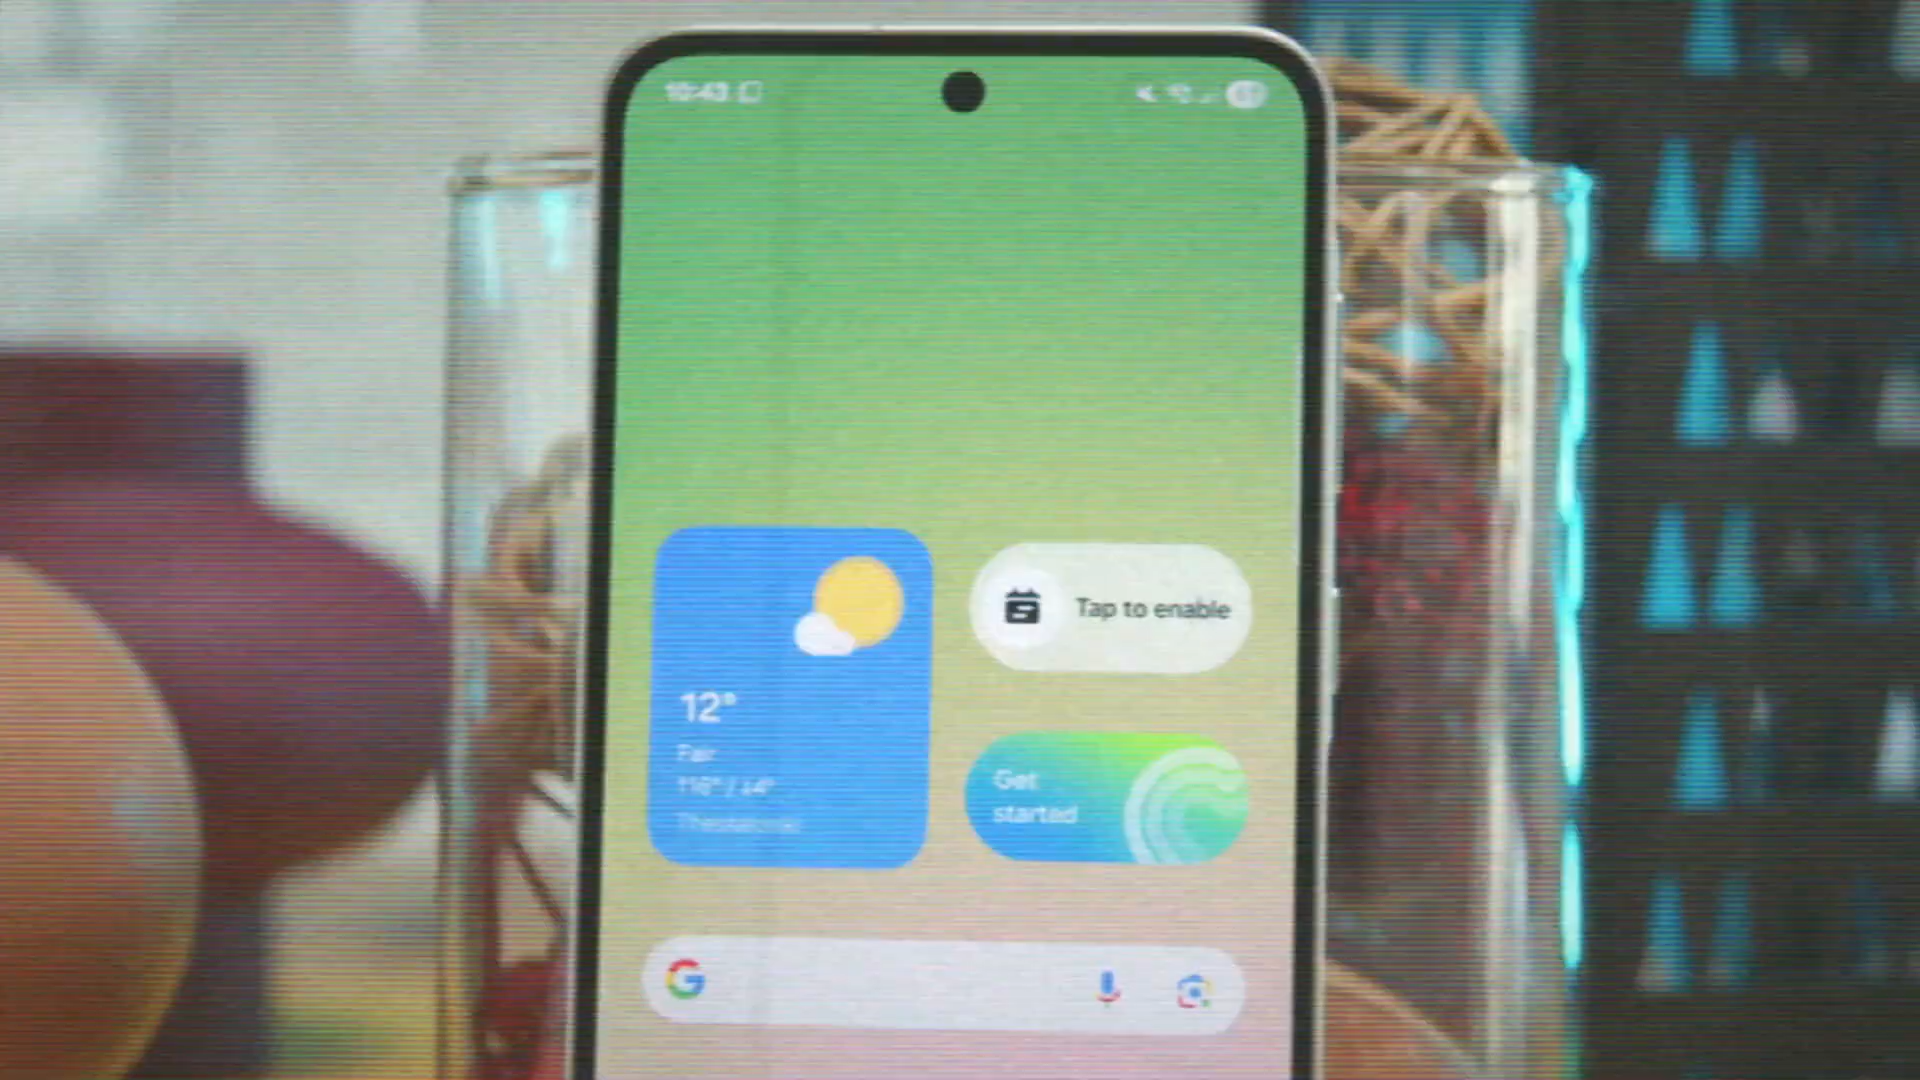 10:43
Tap to enable
12°
Fair
Get
started
G